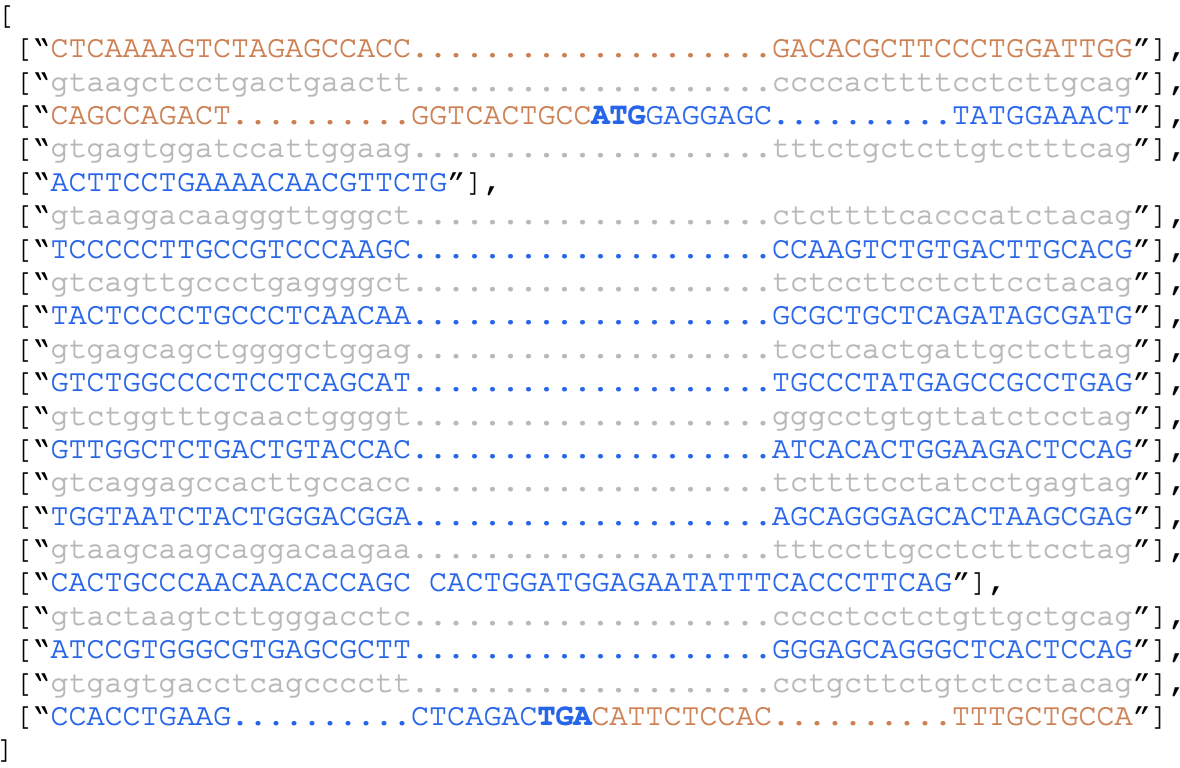 [
[“CTCAAAAGTCTAGAGCCACC....................GACACGCTTCCCTGGATTGG”],
[“gtaagctcctgactgaactt....................ccccacttttcctcttgcag”],
[“CAGCCAGACT..........GGTCACTGCCATGGAGGAGC..........TATGGAAACT”],
[“gtgagtggatccattggaag....................tttctgctcttgtctttcag”],
[“ACTTCCTGAAAACAACGTTCTG”],
[“gtaaggacaagggttgggct....................ctcttttcacccatctacag”],
[“TCCCCCTTGCCGTCCCAAGC....................CCAAGTCTGTGACTTGCACG”],
[“gtcagttgccctgaggggct....................tctccttcctcttcctacag”],
[“TACTCCCCTGCCCTCAACAA....................GCGCTGCTCAGATAGCGATG”],
[“gtgagcagctggggctggag....................tcctcactgattgctcttag”],
[“GTCTGGCCCCTCCTCAGCAT....................TGCCCTATGAGCCGCCTGAG”],
[“gtctggtttgcaactggggt....................gggcctgtgttatctcctag”],
[“GTTGGCTCTGACTGTACCAC....................ATCACACTGGAAGACTCCAG”],
[“gtcaggagccacttgccacc....................tcttttcctatcctgagtag”],
[“TGGTAATCTACTGGGACGGA....................AGCAGGGAGCACTAAGCGAG”],
[“gtaagcaagcaggacaagaa....................tttccttgcctctttcctag”],
[“CACTGCCCAACAACACCAGC CACTGGATGGAGAATATTTCACCCTTCAG”],
[“gtactaagtcttgggacctc....................cccctcctctgttgctgcag”],
[“ATCCGTGGGCGTGAGCGCTT....................GGGAGCAGGGCTCACTCCAG”],
[“gtgagtgacctcagcccctt....................cctgcttctgtctcctacag”],
[“CCACCTGAAG..........CTCAGACTGACATTCTCCAC..........TTTGCTGCCA”]
]